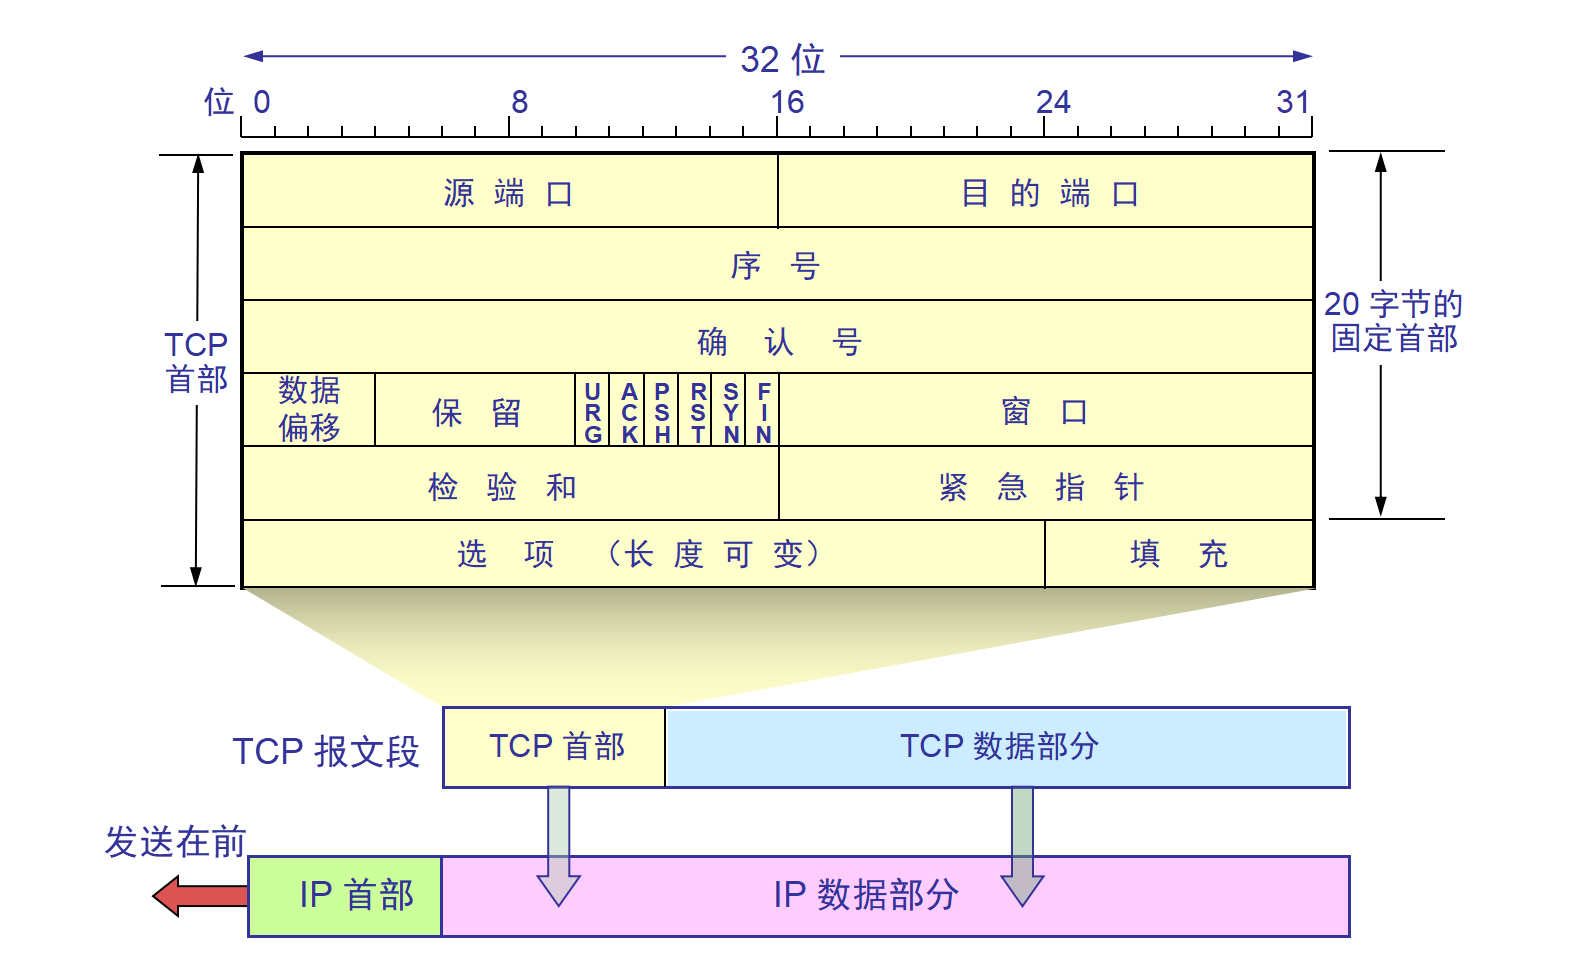 32 位
位 0 8 16 24 31
源 端 口 目 的 端 口
序 号
确 认 号
TCP
首部
20 字节的
固定首部
数据
偏移
保 留
URG
ACK
PSH
RST
SYN
FIN
窗 口
检 验 和 紧 急 指 针
选 项 （长 度 可 变） 填 充
TCP 报文段 TCP 首部 TCP 数据部分
发送在前
IP 首部 IP 数据部分